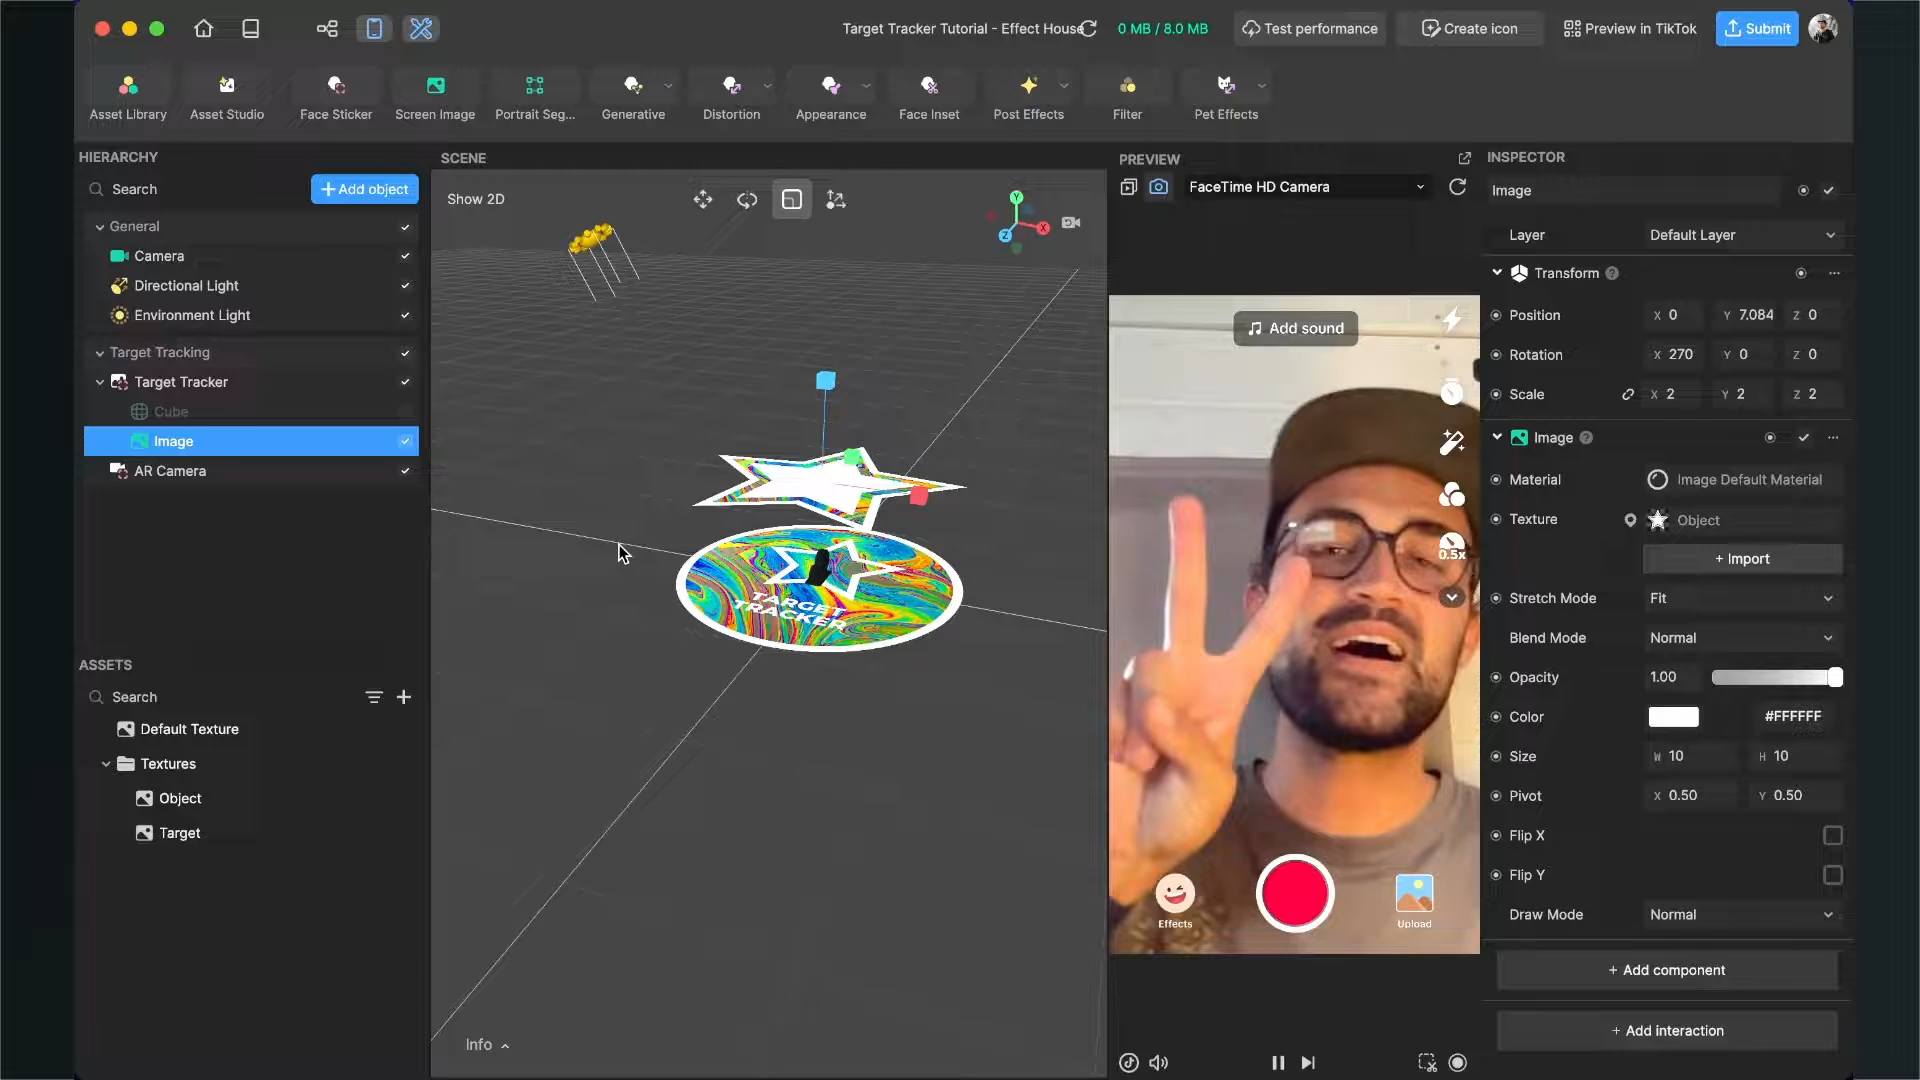 Target Tracker Tutorial - Effect House
0 MB / 8.0 MB
Test performance
Create icon
Preview in TikTok
Submit
Asset Library
Asset Studio
Face Sticker
Screen Image
Portrait Seg...
Generative
Distortion
Appearance
Face Inset
Post Effects
Filter
Pet Effects
HIERARCHY
Search
+ Add object
General
Camera
Directional Light
Environment Light
Target Tracking
Target Tracker
Cube
Image
AR Camera
ASSETS
Search
Default Texture
Textures
Object
Target
SCENE
Show 2D
Y
X
Z
TARGET
TRACKER
Info
PREVIEW
FaceTime HD Camera
Add sound
0.5x
Effects
Upload
INSPECTOR
Image
Layer Default Layer
Transform
Position X 0 Y 7.084 Z 0
Rotation X 270 Y 0 Z 0
Scale X 2 Y 2 Z 2
Image
Material Image Default Material
Texture Object
+ Import
Stretch Mode Fit
Blend Mode Normal
Opacity 1.00
Color #FFFFFF
Size W 10 H 10
Pivot X 0.50 Y 0.50
Flip X
Flip Y
Draw Mode Normal
+ Add component
+ Add interaction